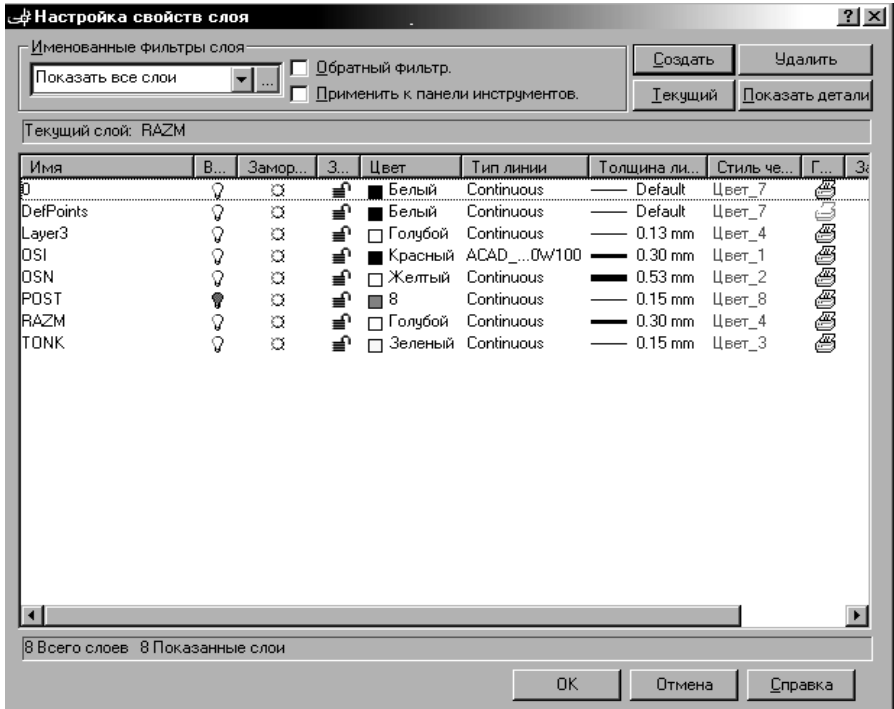 Настройка свойств слоя
Именованные фильтры слоя
Показать все слои
...
Обратный фильтр.
Применить к панели инструментов.
Создать
Удалить
Текущий
Показать детали
Текущий слой: RAZM
Имя В... Замор... З... Цвет Тип линии Толщина ли... Стиль че... Г... За
0 Белый Continuous Default Цвет_7
DefPoints Белый Continuous Default Цвет_7
Layer3 Голубой Continuous 0.13 mm Цвет_4
OSI Красный ACAD_...0W100 0.30 mm Цвет_1
OSN Желтый Continuous 0.53 mm Цвет_2
POST 8 Continuous 0.15 mm Цвет_8
RAZM Голубой Continuous 0.30 mm Цвет_4
TONK Зеленый Continuous 0.15 mm Цвет_3
8 Всего слоев 8 Показанные слои
OK Отмена Справка